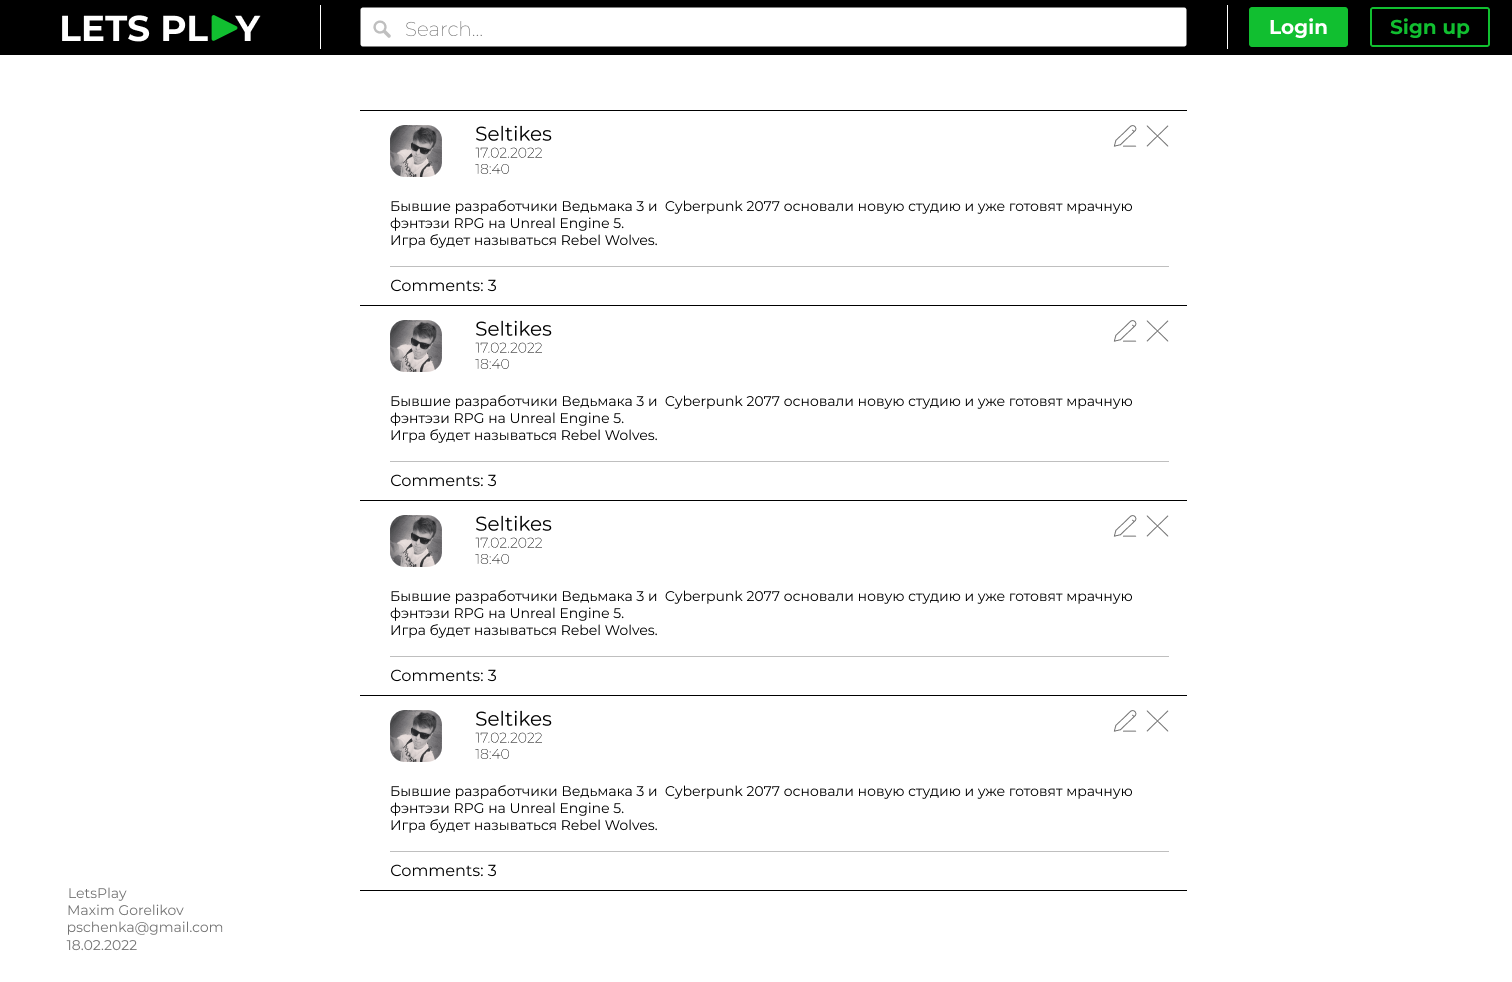 LETS PLAY
Search...
Login
Sign up
Seltikes
17.02.2022
18:40
Бывшие разработчики Ведьмака 3 и  Cyberpunk 2077 основали новую студию и уже готовят мрачную
фэнтэзи RPG на Unreal Engine 5.
Игра будет называться Rebel Wolves.
Comments: 3
Seltikes
17.02.2022
18:40
Бывшие разработчики Ведьмака 3 и  Cyberpunk 2077 основали новую студию и уже готовят мрачную
фэнтэзи RPG на Unreal Engine 5.
Игра будет называться Rebel Wolves.
Comments: 3
Seltikes
17.02.2022
18:40
Бывшие разработчики Ведьмака 3 и  Cyberpunk 2077 основали новую студию и уже готовят мрачную
фэнтэзи RPG на Unreal Engine 5.
Игра будет называться Rebel Wolves.
Comments: 3
Seltikes
17.02.2022
18:40
Бывшие разработчики Ведьмака 3 и  Cyberpunk 2077 основали новую студию и уже готовят мрачную
фэнтэзи RPG на Unreal Engine 5.
Игра будет называться Rebel Wolves.
Comments: 3
LetsPlay
Maxim Gorelikov
pschenka@gmail.com
18.02.2022